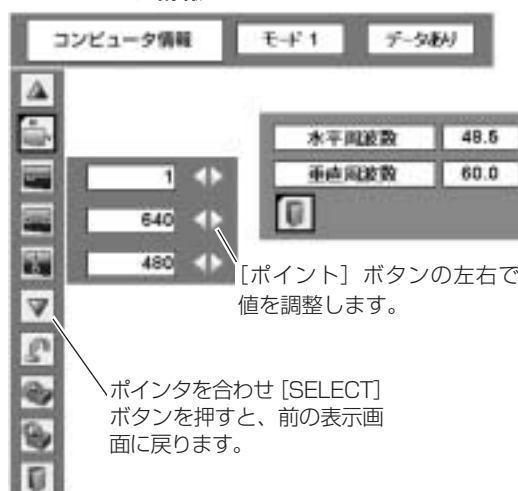 コンピュータ情報 モード 1 データあり
水平周波数 48.5
垂直周波数 60.0
1
640
480
[ポイント] ボタンの左右で
値を調整します。
ポインタを合わせ [SELECT]
ボタンを押すと、前の表示画
面に戻ります。